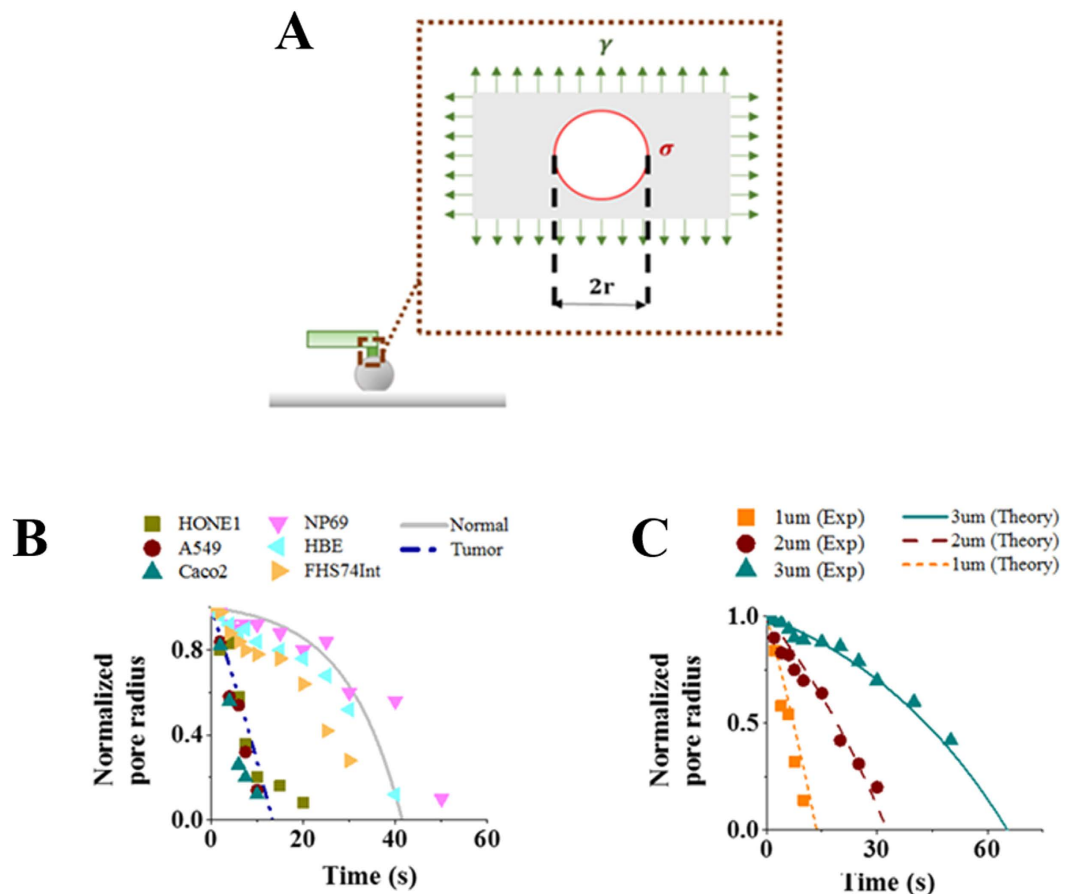 A
γ
σ
2r
B
HONE1
A549
Caco2
NP69
HBE
FHS74Int
Normal
Tumor
Normalized
pore radius
0.8
0.4
0.0
0
20
40
60
Time (s)
C
1um (Exp)
2um (Exp)
3um (Exp)
3um (Theory)
2um (Theory)
1um (Theory)
Normalized
pore radius
1.0
0.5
0.0
0
30
60
Time (s)